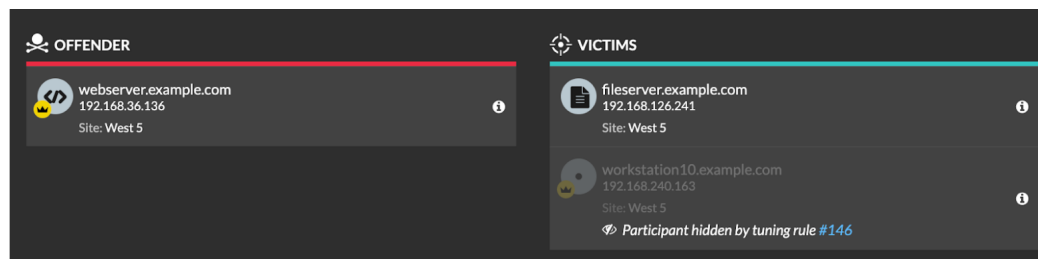 OFFENDER
webserver.example.com
192.168.36.136
Site: West 5
VICTIMS
fileserver.example.com
192.168.126.241
Site: West 5
workstation10.example.com
192.168.240.163
Site: West 5
Participant hidden by tuning rule #146